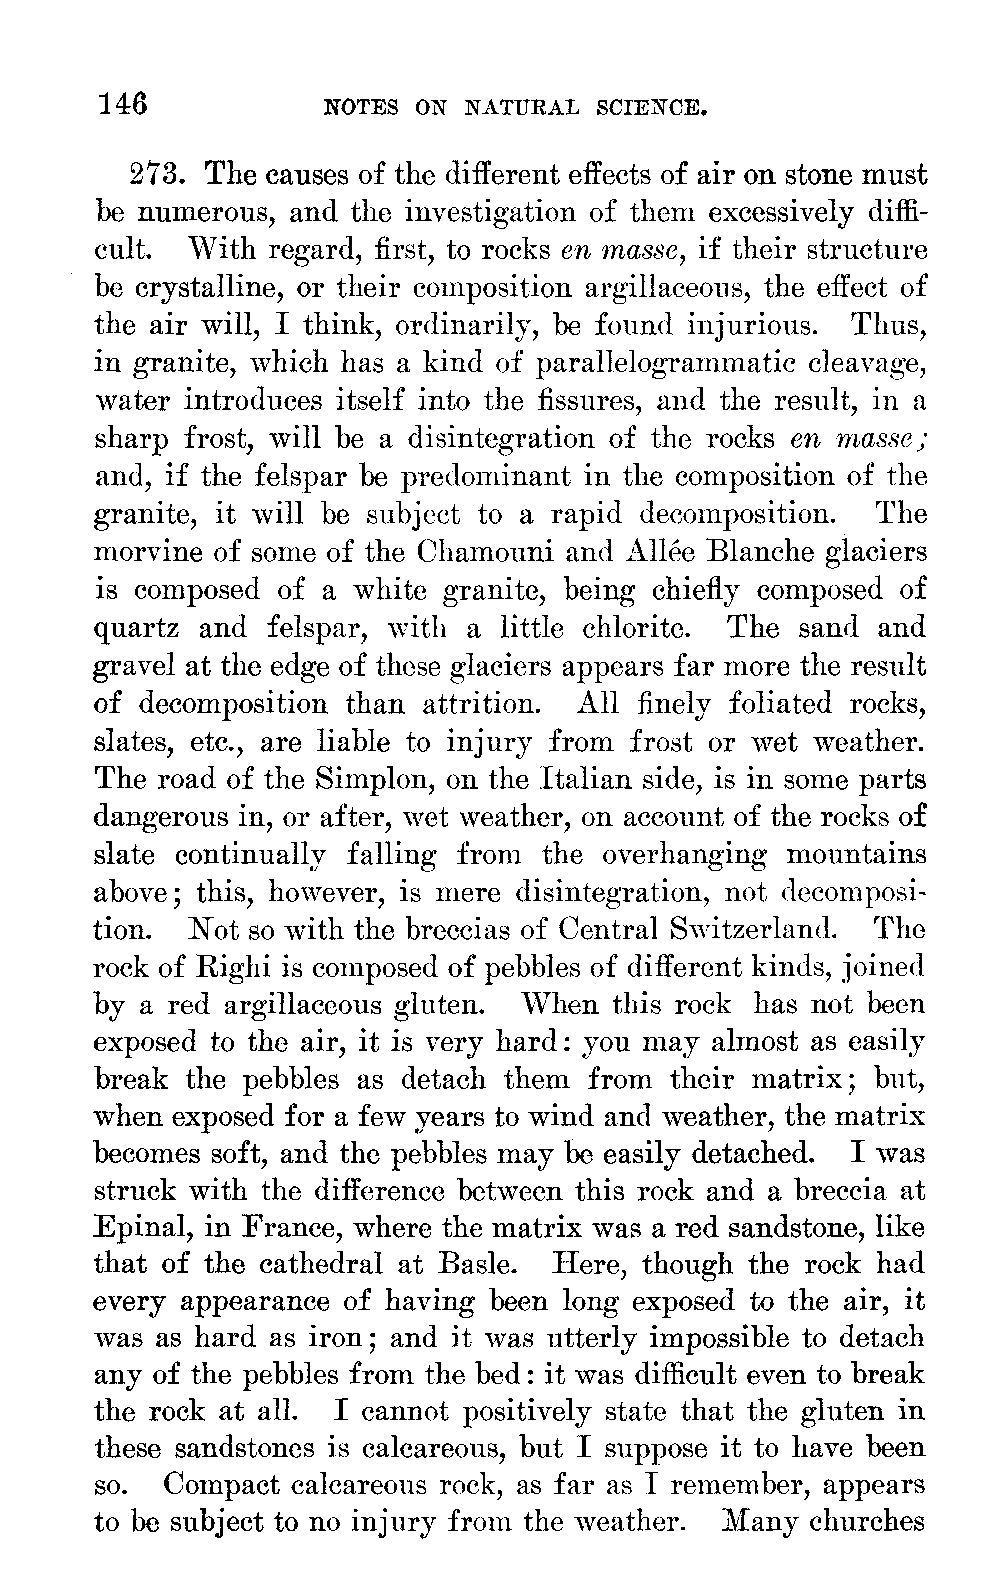 146 NOTES ON NATURAL SCIENCE.
273. The causes of the different effects of air on stone must
be numerous, and the investigation of them excessively diffi-
cult. With regard, first, to rocks en masse, if their structure
be crystalline, or their composition argillaceous, the effect of
the air will, I think, ordinarily, be found injurious. Thus,
in granite, which has a kind of parallelogrammatic cleavage,
water introduces itself into the fissures, and the result, in a
sharp frost, will be a disintegration of the rocks en masse;
and, if the felspar be predominant in the composition of the
granite, it will be subject to a rapid decomposition. The
morvine of some of the Chamouni and Allée Blanche glaciers
is composed of a white granite, being chiefly composed of
quartz and felspar, with a little chlorite. The sand and
gravel at the edge of these glaciers appears far more the result
of decomposition than attrition. All finely foliated rocks,
slates, etc., are liable to injury from frost or wet weather.
The road of the Simplon, on the Italian side, is in some parts
dangerous in, or after, wet weather, on account of the rocks of
slate continually falling from the overhanging mountains
above; this, however, is mere disintegration, not decomposi-
tion. Not so with the breccias of Central Switzerland. The
rock of Righi is composed of pebbles of different kinds, joined
by a red argillaceous gluten. When this rock has not been
exposed to the air, it is very hard: you may almost as easily
break the pebbles as detach them from their matrix; but,
when exposed for a few years to wind and weather, the matrix
becomes soft, and the pebbles may be easily detached. I was
struck with the difference between this rock and a breccia at
Epinal, in France, where the matrix was a red sandstone, like
that of the cathedral at Basle. Here, though the rock had
every appearance of having been long exposed to the air, it
was as hard as iron; and it was utterly impossible to detach
any of the pebbles from the bed: it was difficult even to break
the rock at all. I cannot positively state that the gluten in
these sandstones is calcareous, but I suppose it to have been
so. Compact calcareous rock, as far as I remember, appears
to be subject to no injury from the weather. Many churches